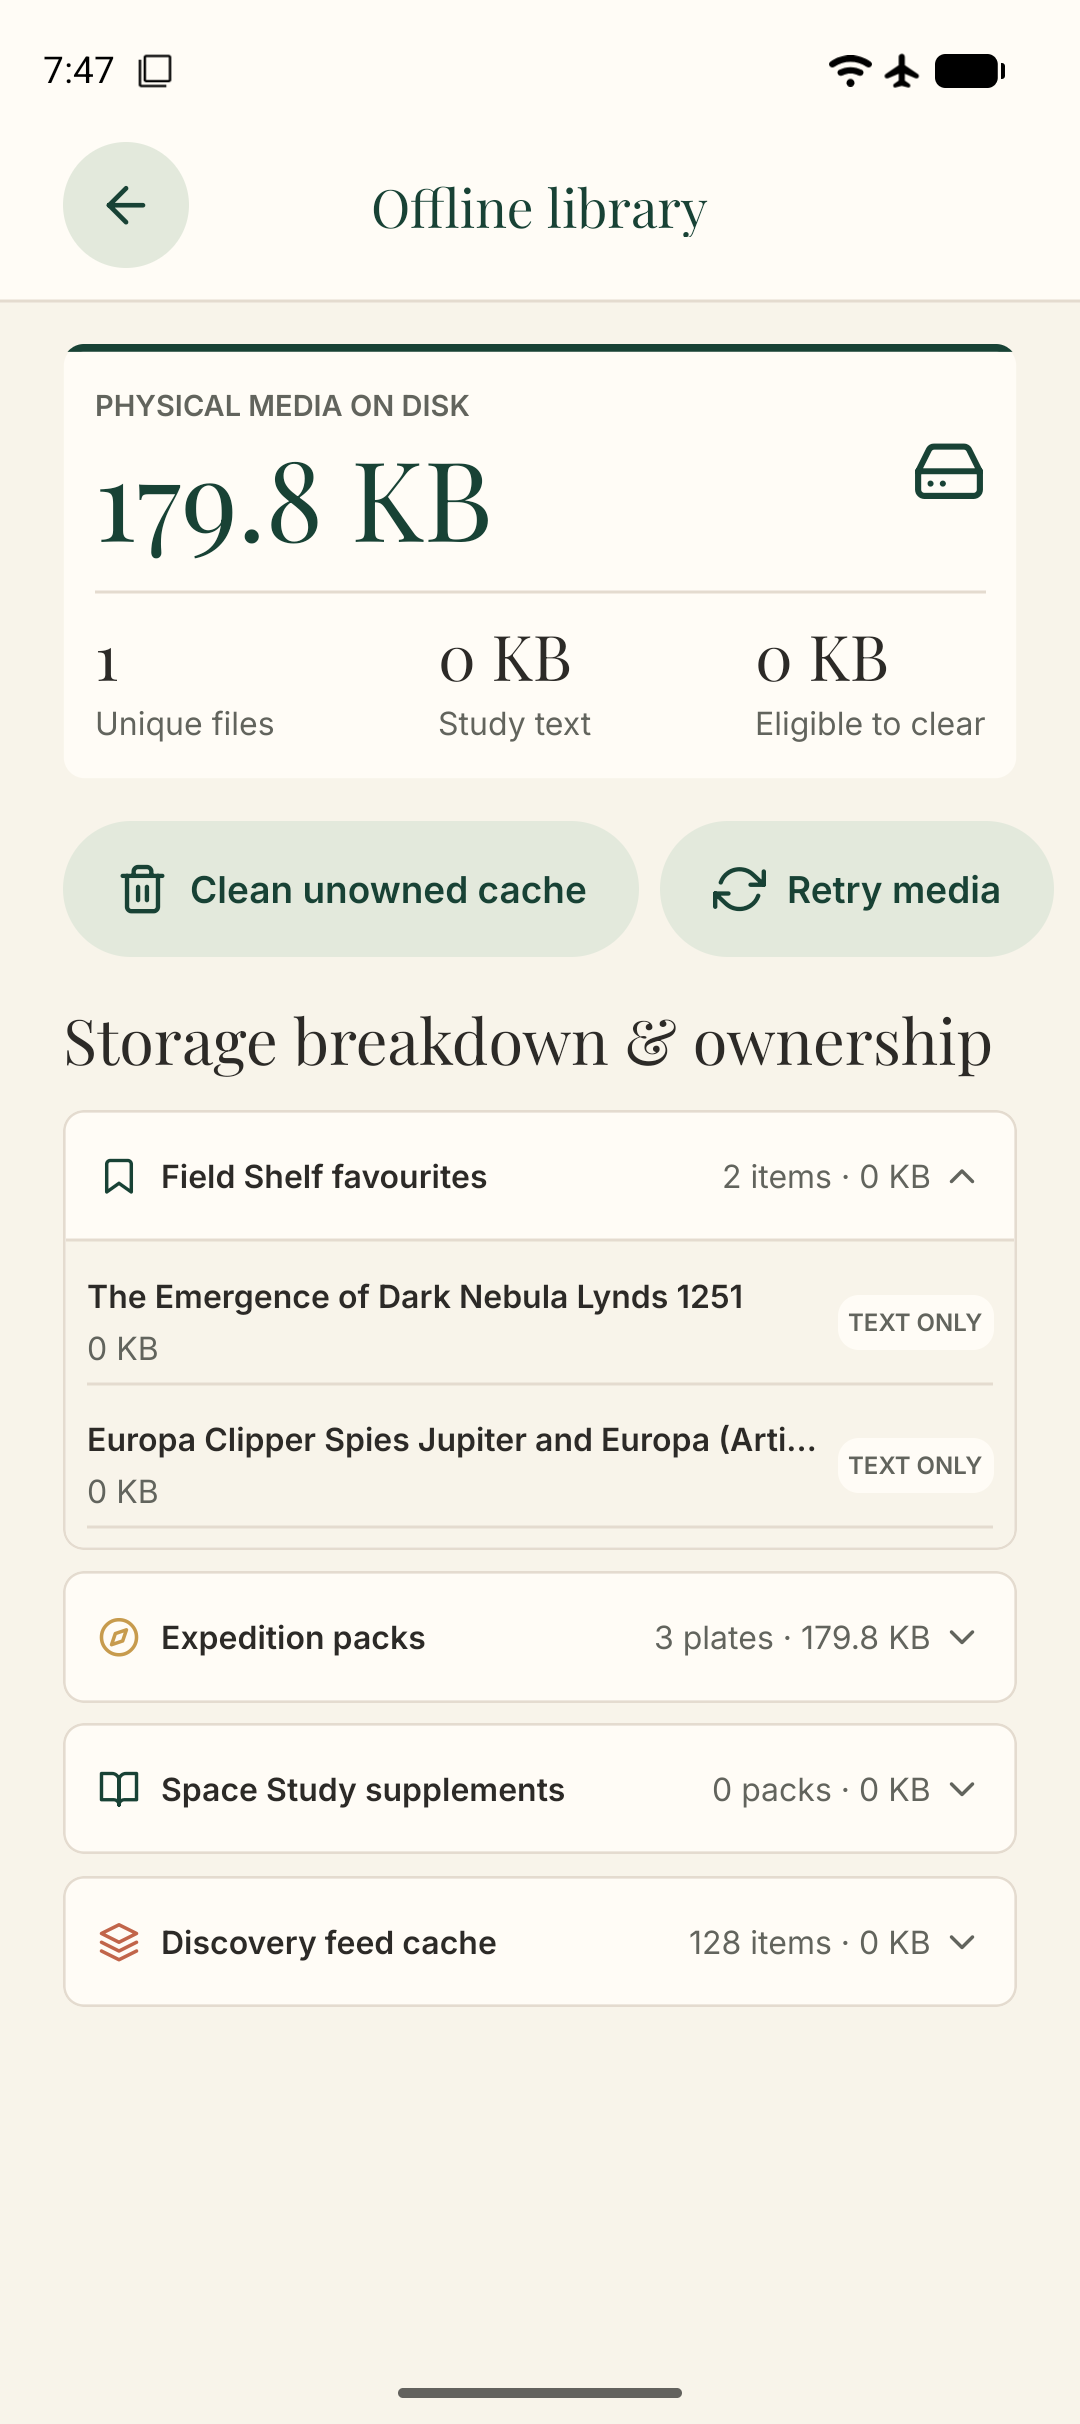 7:47
Offline library
PHYSICAL MEDIA ON DISK
179.8 KB
1
Unique files
0 KB
Study text
0 KB
Eligible to clear
Clean unowned cache
Retry media
Storage breakdown & ownership
Field Shelf favourites 2 items · 0 KB
The Emergence of Dark Nebula Lynds 1251
0 KB
TEXT ONLY
Europa Clipper Spies Jupiter and Europa (Arti...
0 KB
TEXT ONLY
Expedition packs 3 plates · 179.8 KB
Space Study supplements 0 packs · 0 KB
Discovery feed cache 128 items · 0 KB